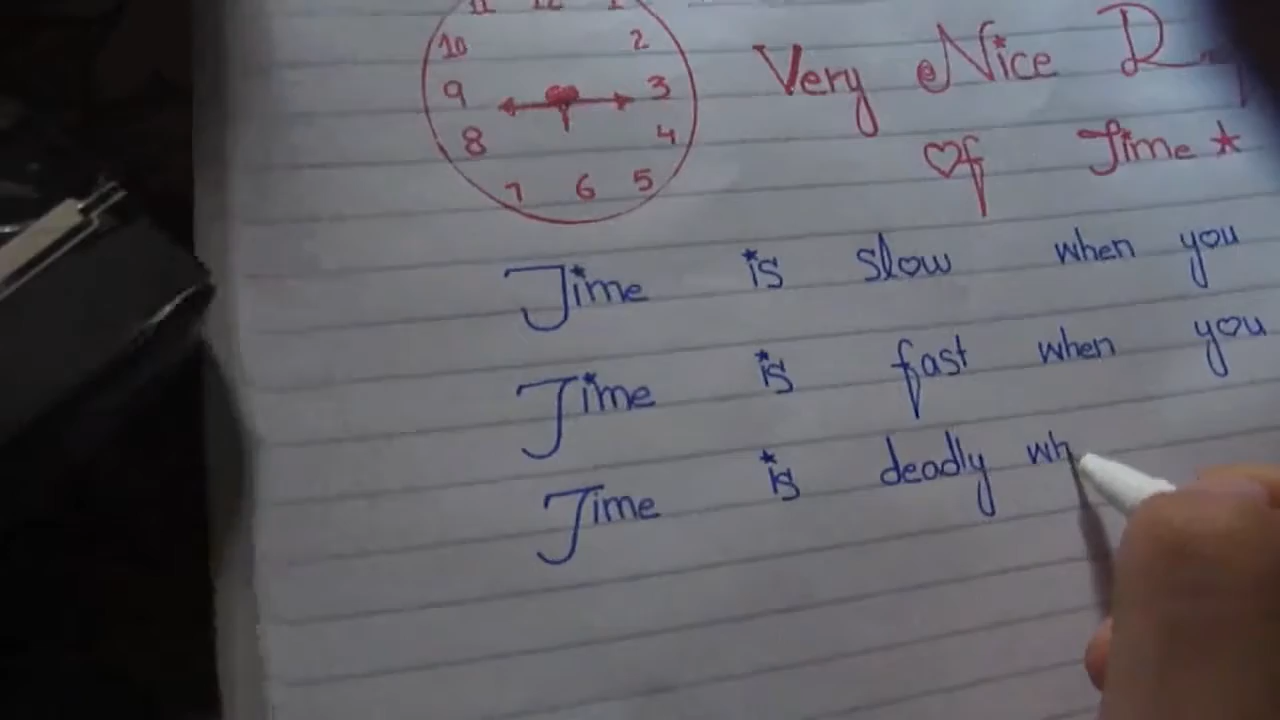 11 12 1
10 2
9 3
8 4
7 6 5
Very Nice
Of Time
Time is slow when you
Time is fast when you
Time is deadly wh